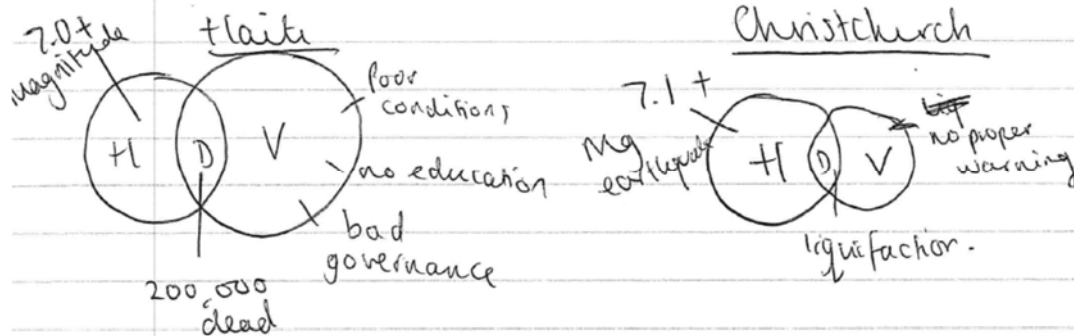 Haiti
7.0+
magnitude
H
D
V
Poor
conditions
no education
bad
governance
200,000
dead
Christchurch
7.1 +
Mg
earthquake
H
D
V
no proper
warning
liquifaction.